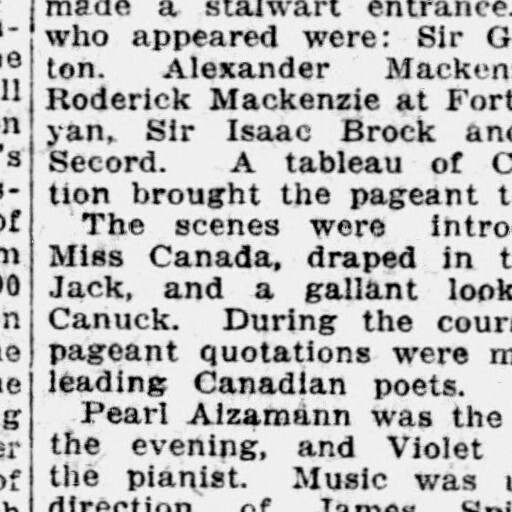 made a stalwart entrance.
who appeared were: Sir G
ton. Alexander Macken
Roderick Mackenzie at Fort
yan, Sir Isaac Brock and
Secord. A tableau of C
tion brought the pageant t
The scenes were intro
Miss Canada, draped in t
Jack, and a gallant look
Canuck. During the cour
pageant quotations were m
leading Canadian poets.
Pearl Alzamann was the
the evening, and Violet
the pianist. Music was
direction of James Spi